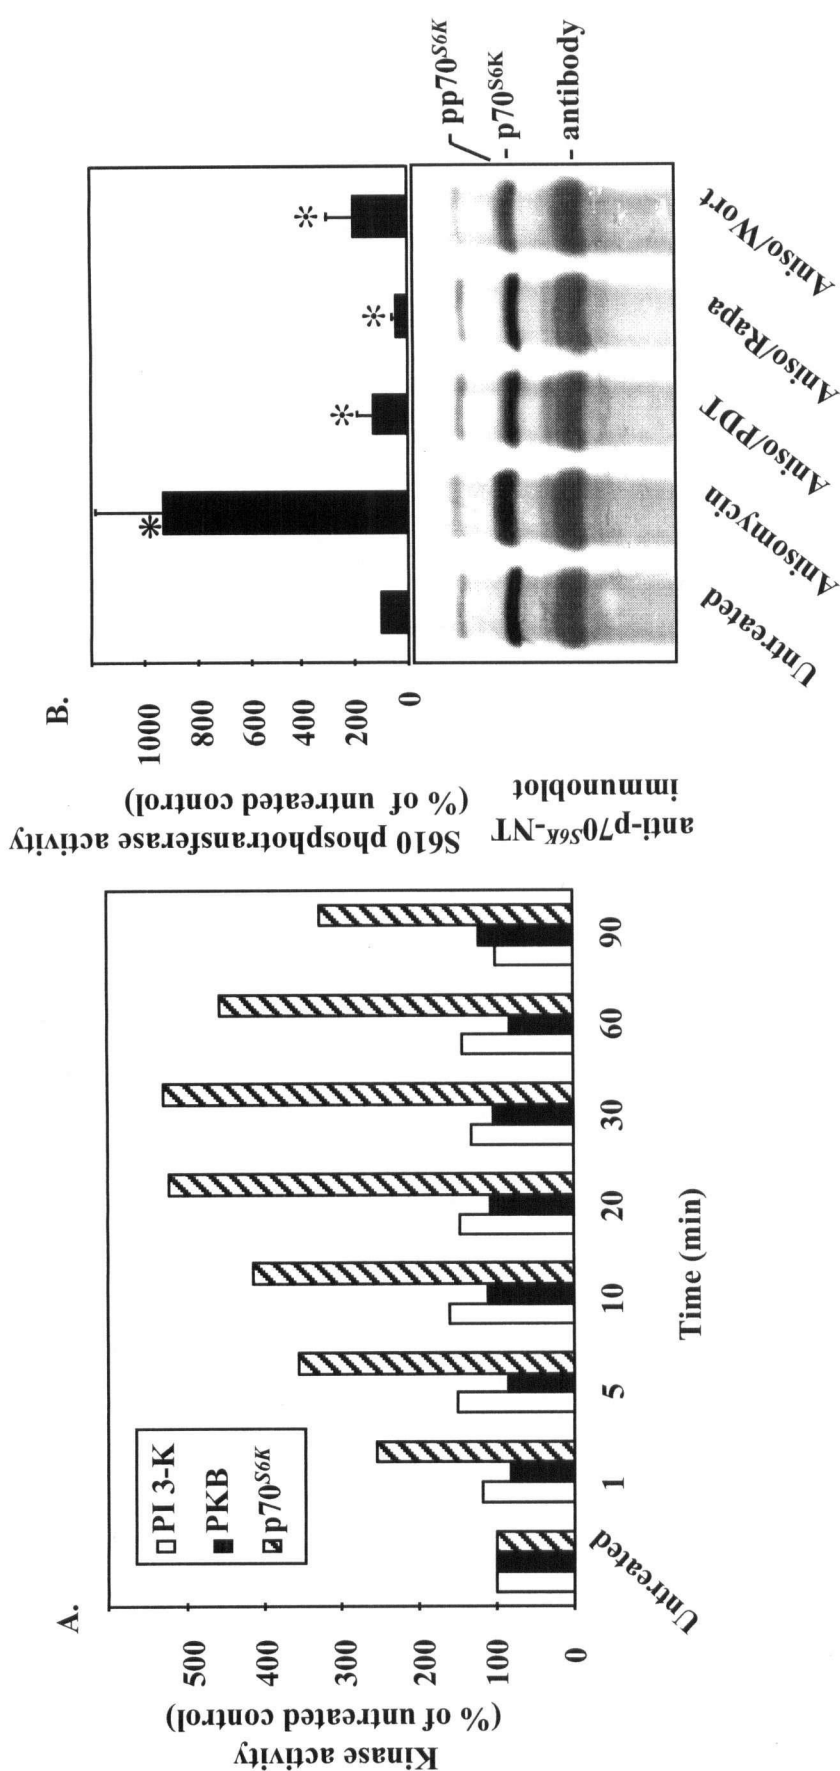 A.
Kinase activity
(% of untreated control)
500
400
300
200
100
0
PI 3-K
PKB
p70S6K
Untreated
1
5
10
20
30
60
90
Time (min)
B.
S610 phosphotransferase activity
(% of untreated control)
1000
800
600
400
200
0
*
*
*
*
anti-p70S6K-NT
immunoblot
pp70S6K
- p70S6K
- antibody
Untreated
Anisomycin
Aniso/PDT
Aniso/Rapa
Aniso/Wort